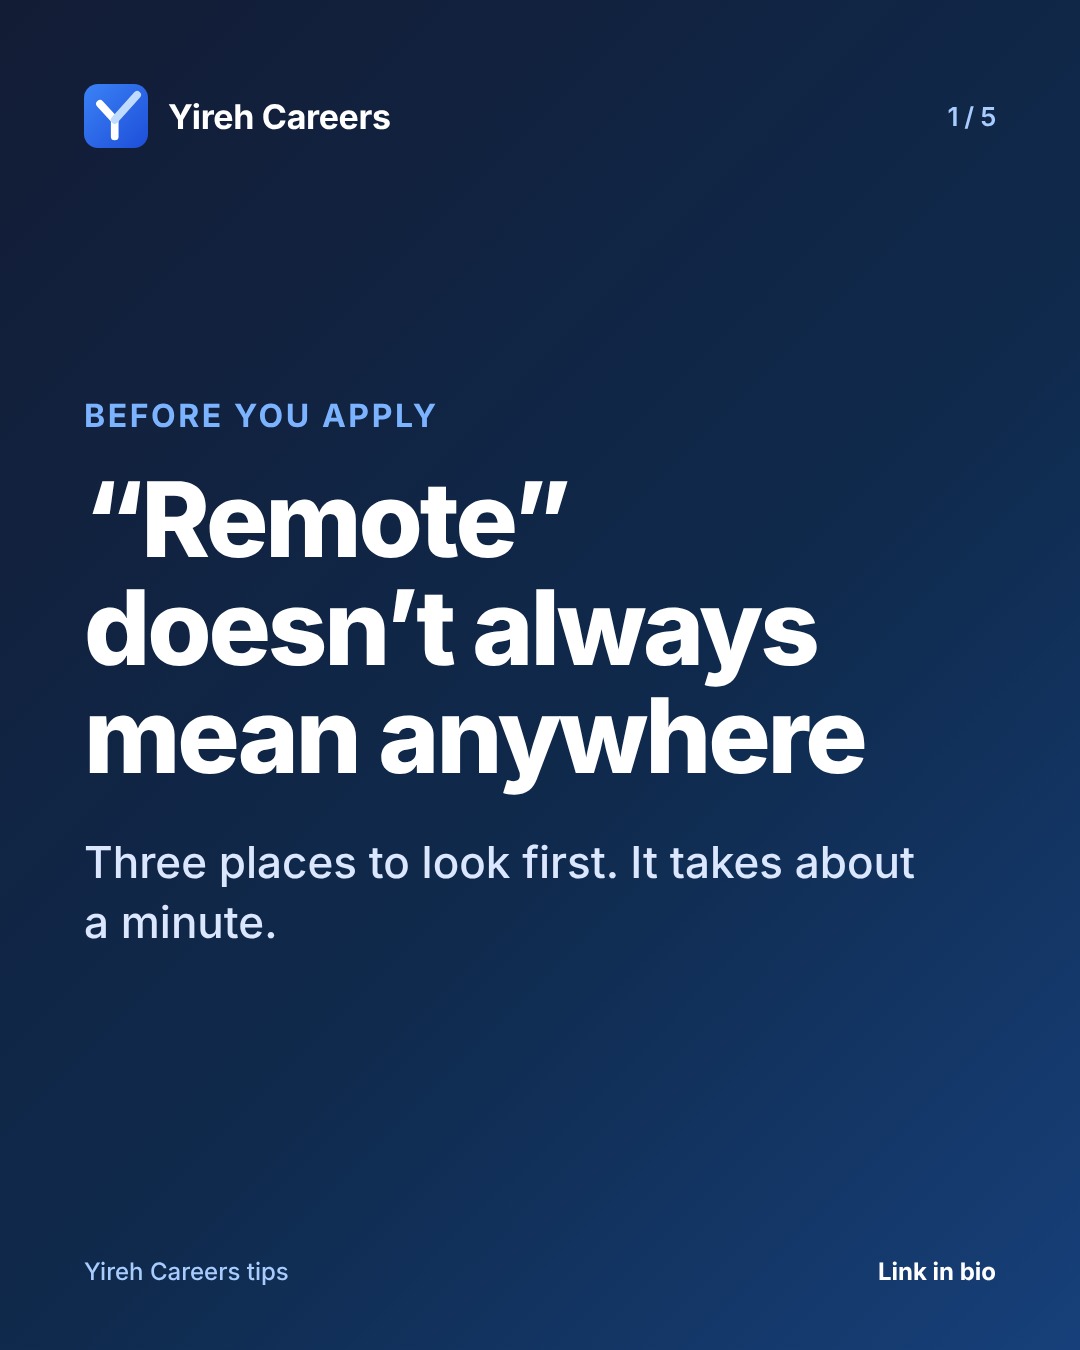 Yireh Careers
1 / 5
BEFORE YOU APPLY
“Remote”
doesn’t always
mean anywhere
Three places to look first. It takes about
a minute.
Yireh Careers tips
Link in bio